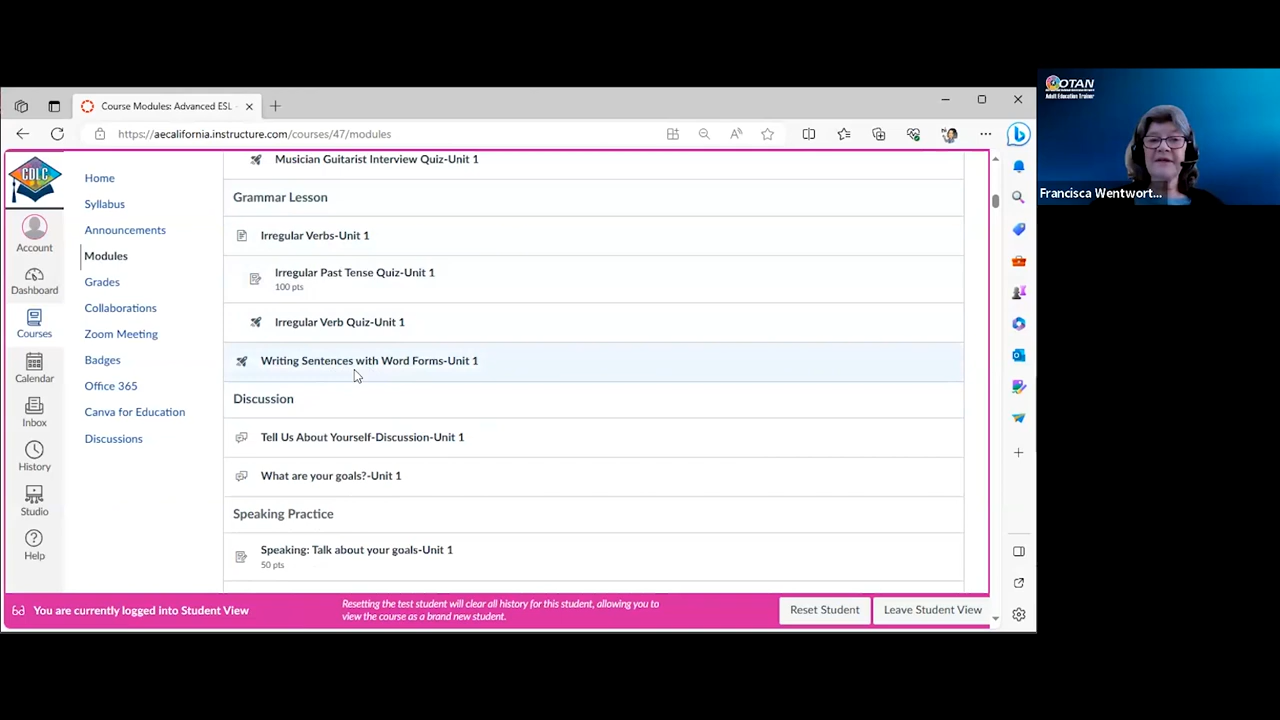 Course Modules: Advanced ESL
https://aecalifornia.instructure.com/courses/47/modules
CDLC
Account
Dashboard
Courses
Calendar
Inbox
History
Studio
Help
Home
Syllabus
Announcements
Modules
Grades
Collaborations
Zoom Meeting
Badges
Office 365
Canva for Education
Discussions
Musician Guitarist Interview Quiz-Unit 1
Grammar Lesson
Irregular Verbs-Unit 1
Irregular Past Tense Quiz-Unit 1
100 pts
Irregular Verb Quiz-Unit 1
Writing Sentences with Word Forms-Unit 1
Discussion
Tell Us About Yourself-Discussion-Unit 1
What are your goals?-Unit 1
Speaking Practice
Speaking: Talk about your goals-Unit 1
50 pts
You are currently logged into Student View
Resetting the test student will clear all history for this student, allowing you to
view the course as a brand new student.
Reset Student
Leave Student View
OTAN
Adult Education Trainer
Francisca Wentwort...